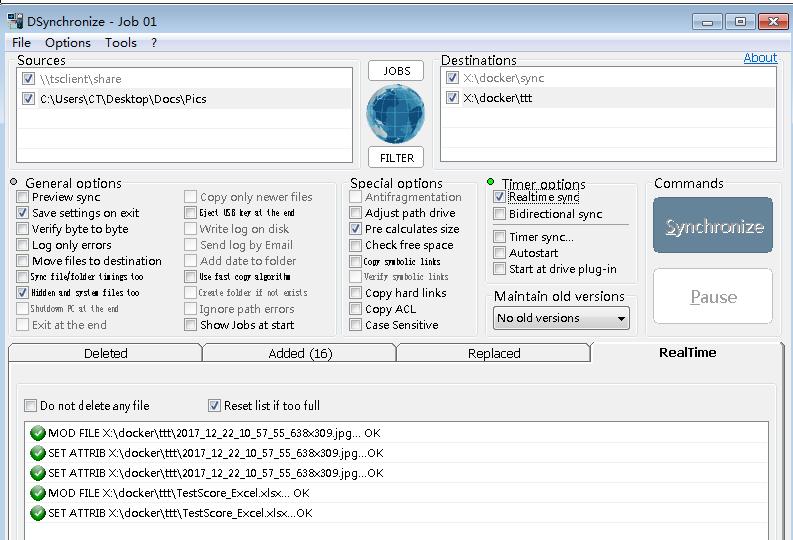 DSynchronize - Job 01
File Options Tools ?
Sources
\\tsclient\share
C:\Users\CT\Desktop\Docs\Pics
JOBS
FILTER
Destinations
About
X:\docker\sync
X:\docker\ttt
General options
Preview sync
Save settings on exit
Verify byte to byte
Log only errors
Move files to destination
Sync file/folder timings too
Hidden and system files too
Shutdown PC at the end
Exit at the end
Copy only newer files
Eject USB key at the end
Write log on disk
Send log by Email
Add date to folder
Use fast copy algorithm
Create folder if not exists
Ignore path errors
Show Jobs at start
Special options
Antifragmentation
Adjust path drive
Pre calculates size
Check free space
Copy symbolic links
Verify symbolic links
Copy hard links
Copy ACL
Case Sensitive
Timer options
Realtime sync
Bidirectional sync
Timer sync...
Autostart
Start at drive plug-in
Maintain old versions
No old versions
Commands
Synchronize
Pause
Deleted Added (16) Replaced RealTime
Do not delete any file Reset list if too full
MOD FILE X:\docker\ttt\2017_12_22_10_57_55_638x309.jpg... OK
SET ATTRIB X:\docker\ttt\2017_12_22_10_57_55_638x309.jpg...OK
SET ATTRIB X:\docker\ttt\2017_12_22_10_57_55_638x309.jpg...OK
MOD FILE X:\docker\ttt\TestScore_Excel.xlsx... OK
SET ATTRIB X:\docker\ttt\TestScore_Excel.xlsx...OK